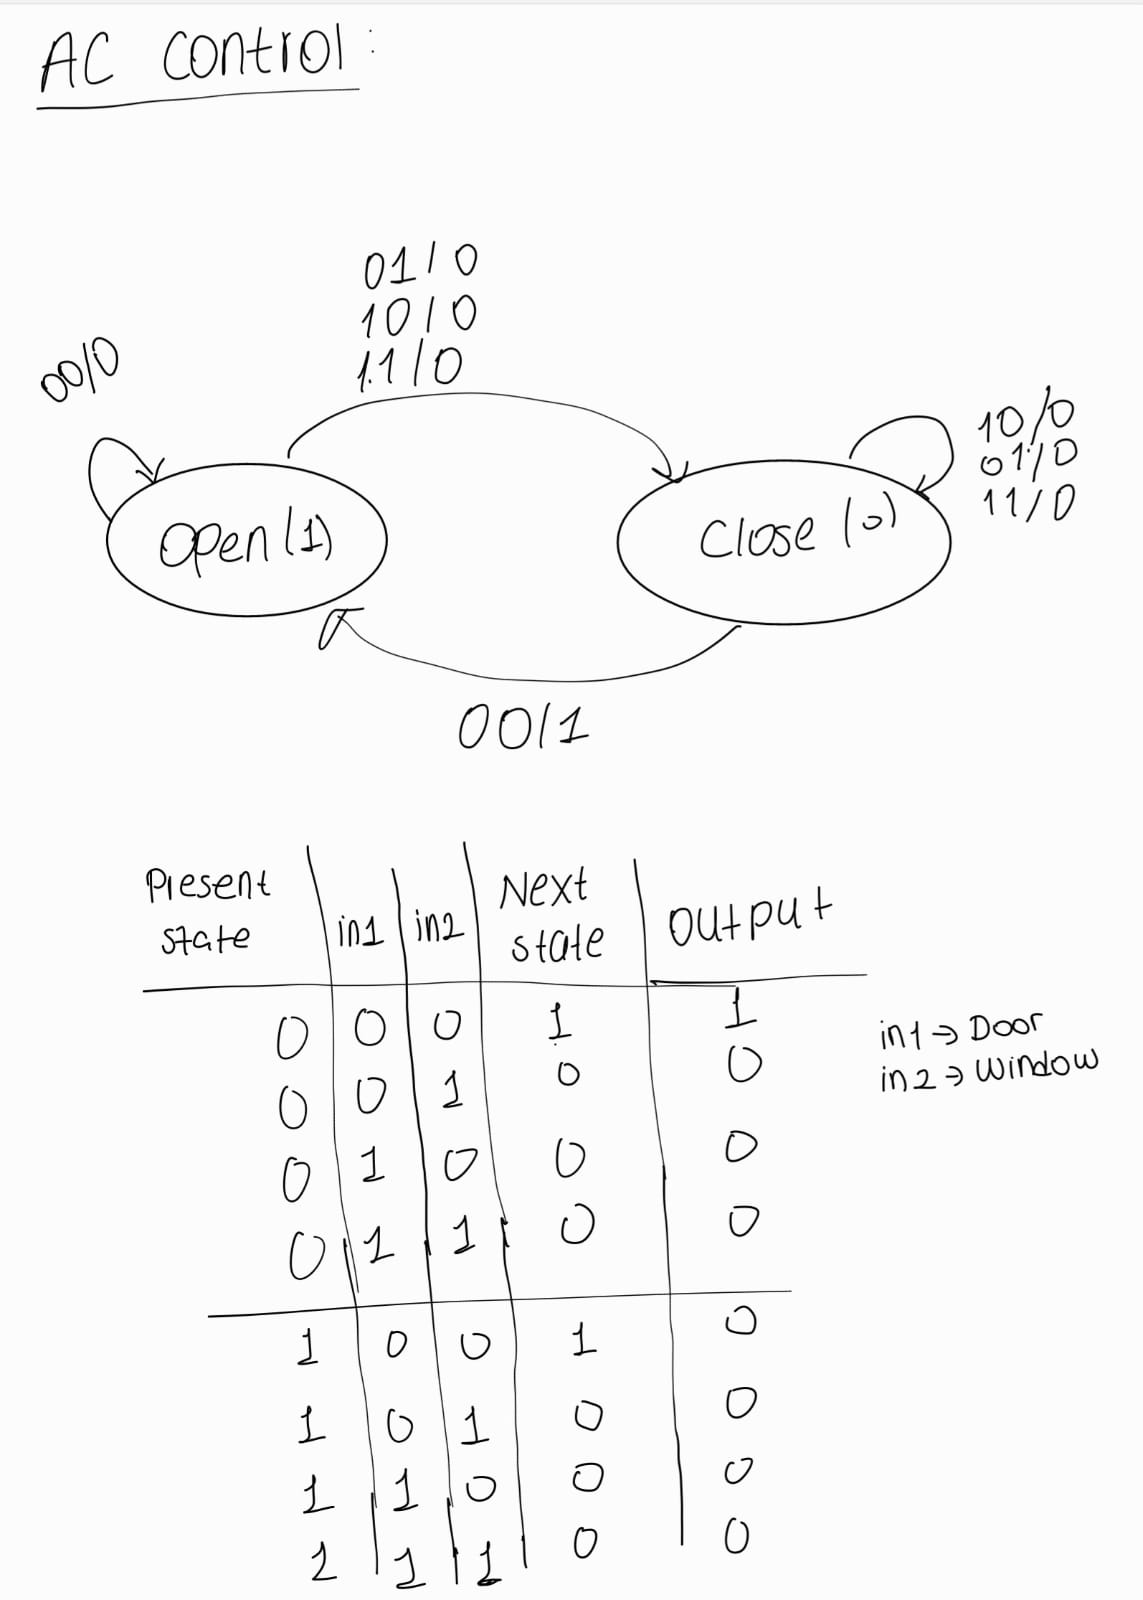 AC control:
01/0
10/0
11/0
00/0
10/0
01/0
11/0
open (1)
Close (0)
00/1
Present state | in1 | in2 | Next state | output
0 0 0 1 1
0 0 1 0 0
0 1 0 0 0
0 1 1 0 0
1 0 0 1 0
1 0 1 0 0
1 1 0 0 0
1 1 1 0 0
in1 ⇒ Door
in2 ⇒ Window